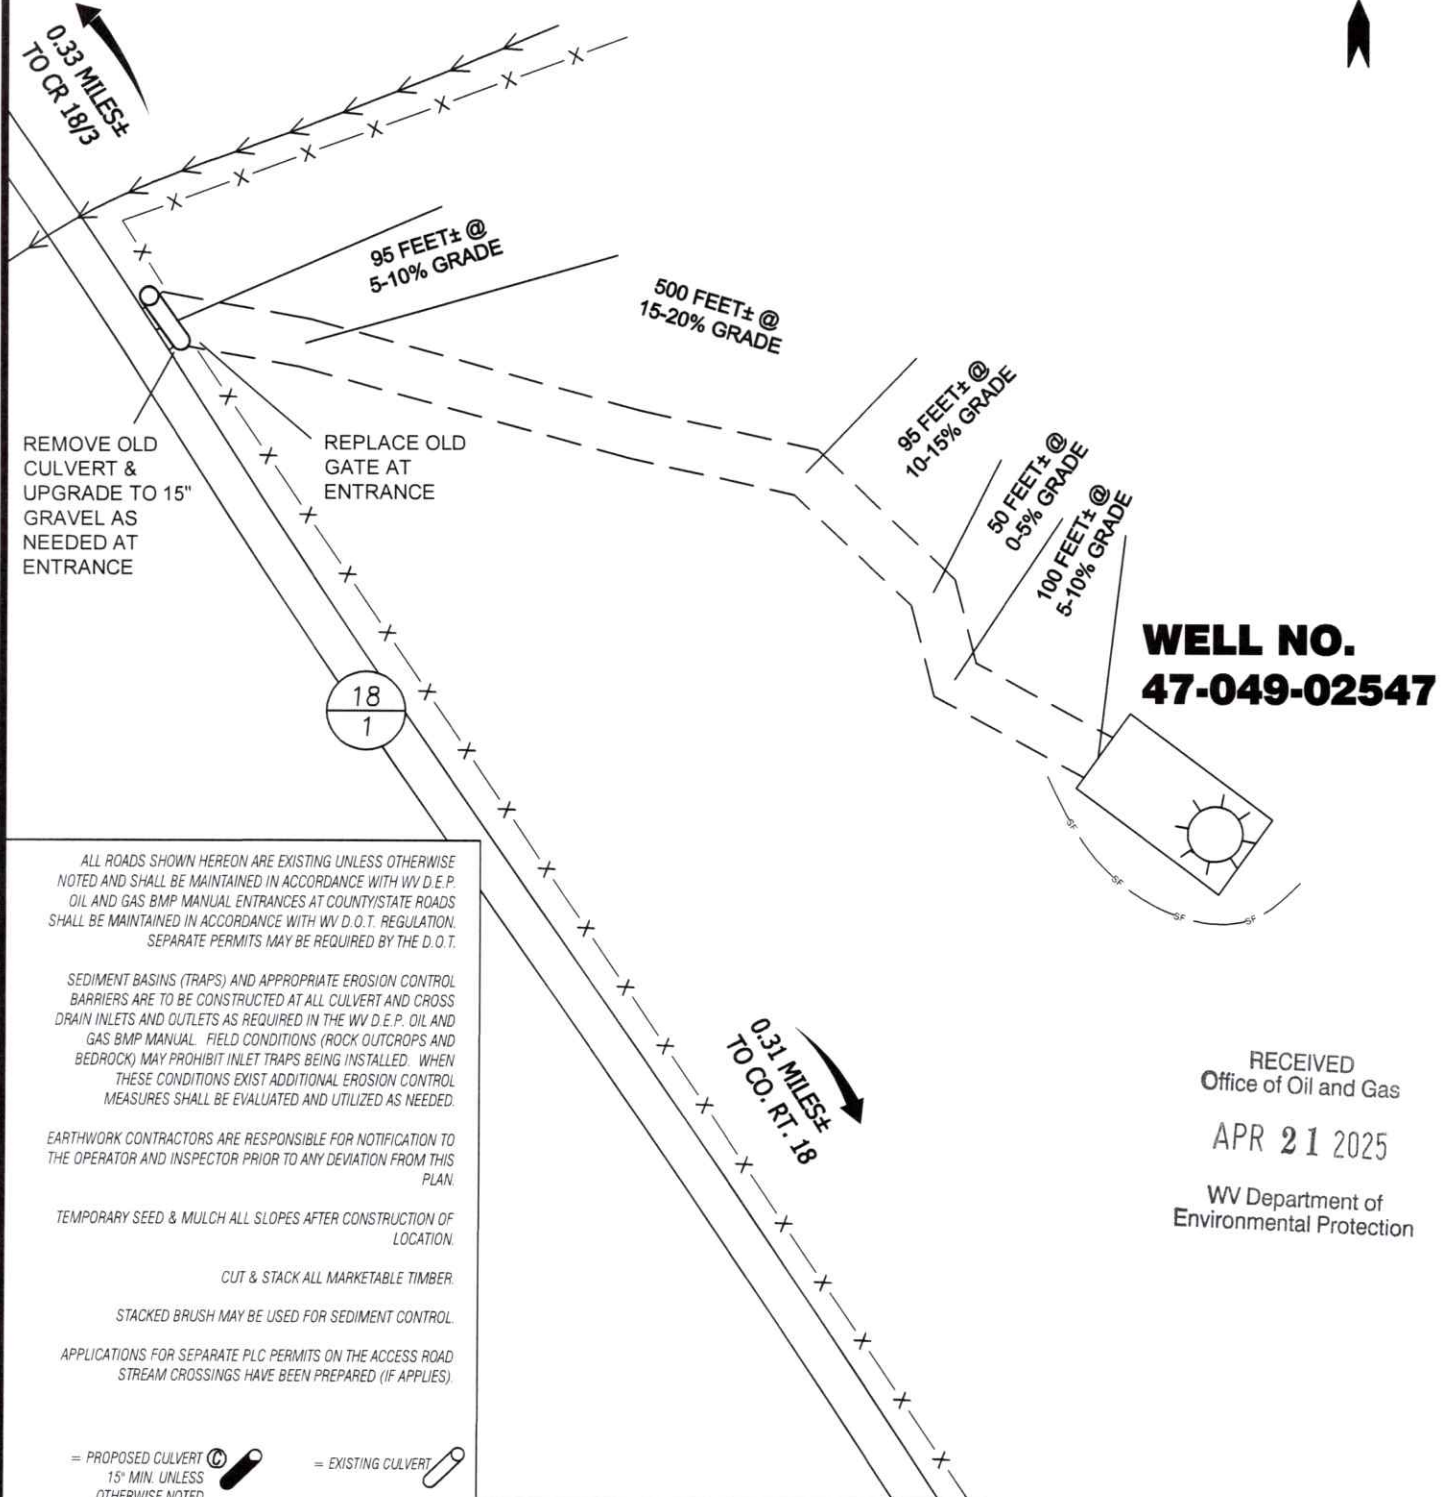 0.33 MILES±
TO CR 18/3
95 FEET± @
5-10% GRADE
500 FEET± @
15-20% GRADE
95 FEET± @
10-15% GRADE
50 FEET± @
0-5% GRADE
100 FEET± @
5-10% GRADE
REMOVE OLD
CULVERT &
UPGRADE TO 15"
GRAVEL AS
NEEDED AT
ENTRANCE
REPLACE OLD
GATE AT
ENTRANCE
WELL NO.
47-049-02547
18
1
SF
SF
SF
SF
ALL ROADS SHOWN HEREON ARE EXISTING UNLESS OTHERWISE
NOTED AND SHALL BE MAINTAINED IN ACCORDANCE WITH WV D.E.P.
OIL AND GAS BMP MANUAL ENTRANCES AT COUNTY/STATE ROADS
SHALL BE MAINTAINED IN ACCORDANCE WITH WV D.O.T. REGULATION.
SEPARATE PERMITS MAY BE REQUIRED BY THE D.O.T.
SEDIMENT BASINS (TRAPS) AND APPROPRIATE EROSION CONTROL
BARRIERS ARE TO BE CONSTRUCTED AT ALL CULVERT AND CROSS
DRAIN INLETS AND OUTLETS AS REQUIRED IN THE WV D.E.P. OIL AND
GAS BMP MANUAL. FIELD CONDITIONS (ROCK OUTCROPS AND
BEDROCK) MAY PROHIBIT INLET TRAPS BEING INSTALLED. WHEN
THESE CONDITIONS EXIST ADDITIONAL EROSION CONTROL
MEASURES SHALL BE EVALUATED AND UTILIZED AS NEEDED.
EARTHWORK CONTRACTORS ARE RESPONSIBLE FOR NOTIFICATION TO
THE OPERATOR AND INSPECTOR PRIOR TO ANY DEVIATION FROM THIS
PLAN.
TEMPORARY SEED & MULCH ALL SLOPES AFTER CONSTRUCTION OF
LOCATION.
CUT & STACK ALL MARKETABLE TIMBER.
STACKED BRUSH MAY BE USED FOR SEDIMENT CONTROL.
APPLICATIONS FOR SEPARATE PLC PERMITS ON THE ACCESS ROAD
STREAM CROSSINGS HAVE BEEN PREPARED (IF APPLIES).
= PROPOSED CULVERT C
15" MIN. UNLESS
OTHERWISE NOTED
= EXISTING CULVERT
0.31 MILES±
TO CO. RT. 18
RECEIVED
Office of Oil and Gas
APR 21 2025
WV Department of
Environmental Protection